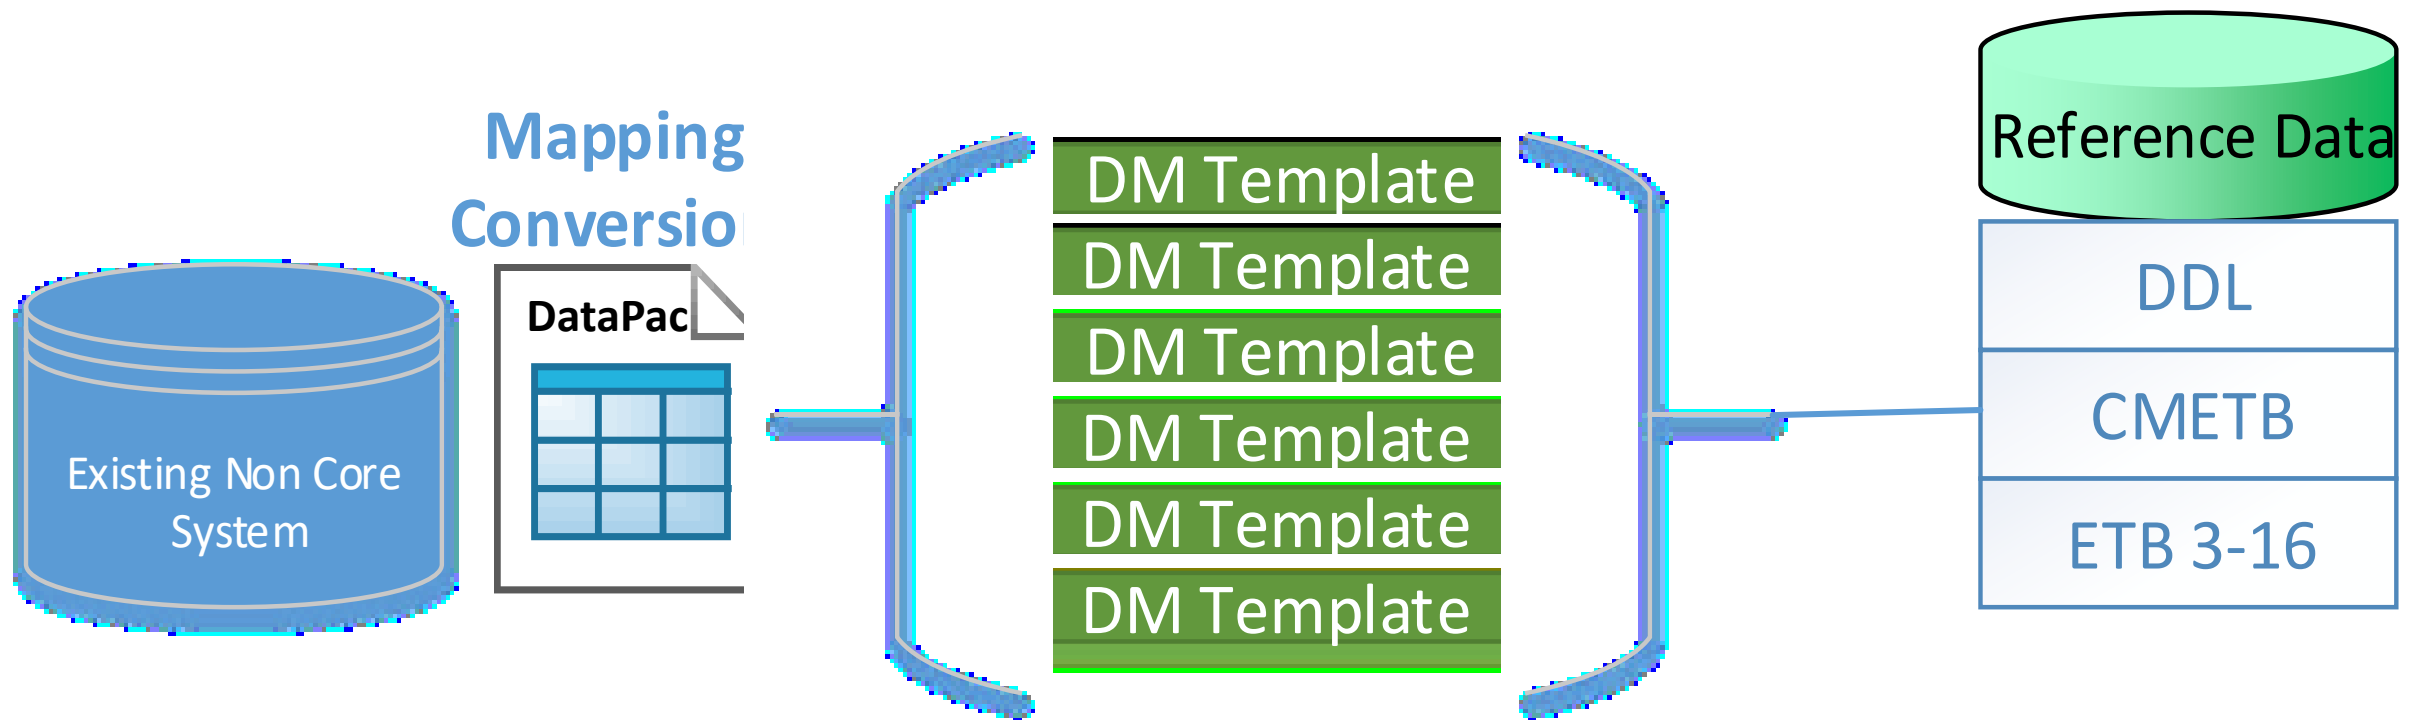 Mapping
Conversio
DataPac
Existing Non Core
System
DM Template
DM Template
DM Template
DM Template
DM Template
DM Template
Reference Data
DDL
CMETB
ETB 3-16